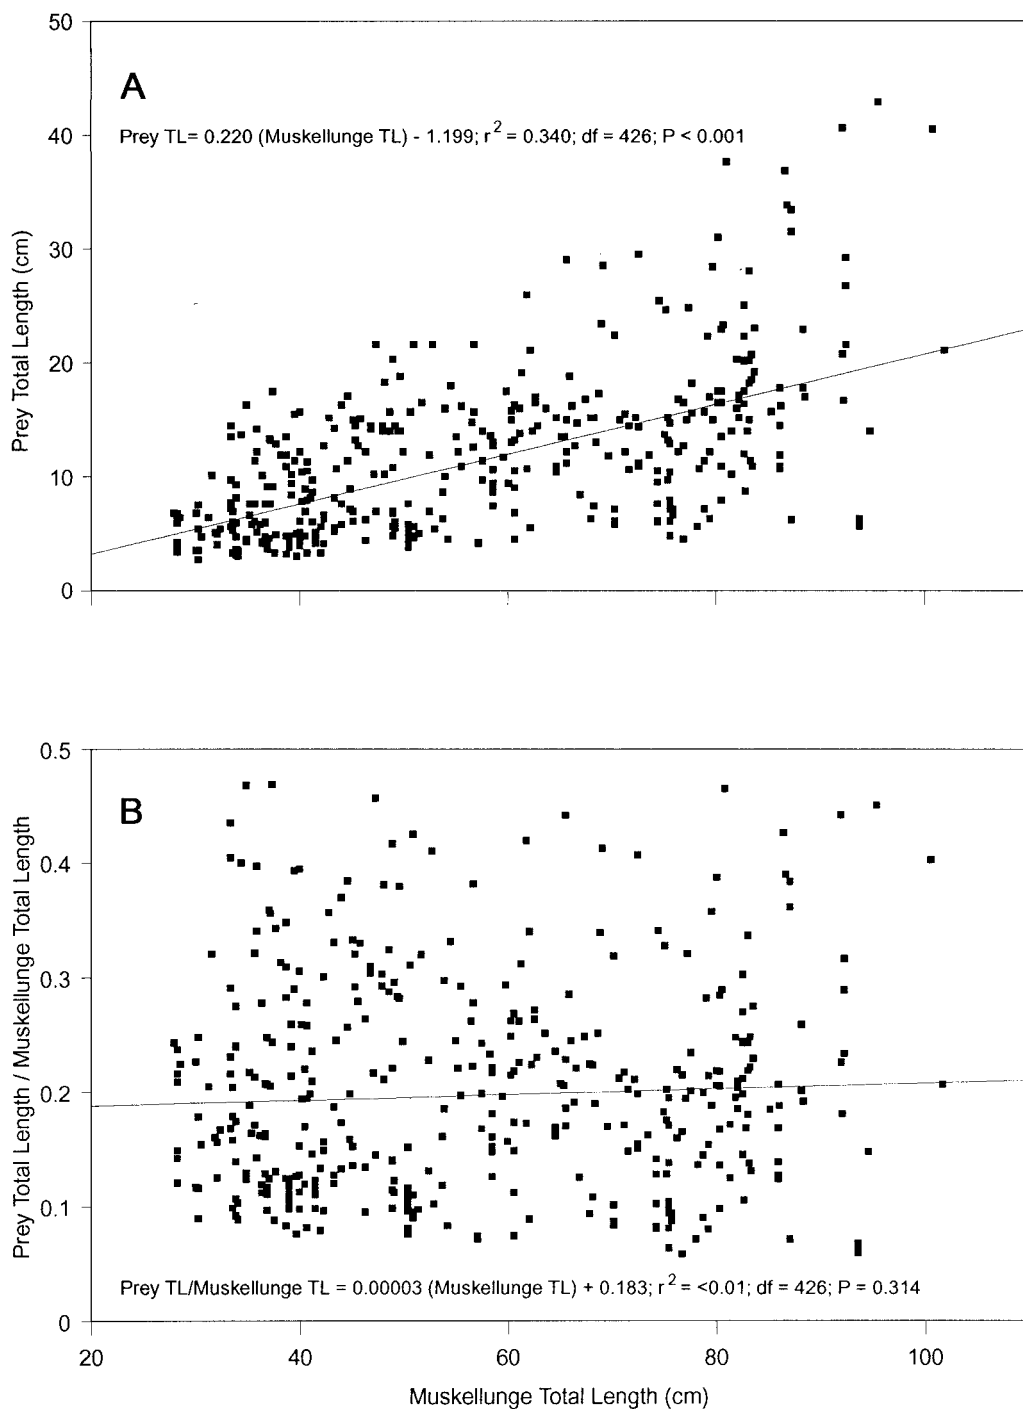 50
A
Prey TL= 0.220 (Muskellunge TL) - 1.199; r² = 0.340; df = 426; P < 0.001
40
30
20
10
0
Prey Total Length (cm)
0.5
B
0.4
0.3
0.2
0.1
Prey TL/Muskellunge TL = 0.00003 (Muskellunge TL) + 0.183; r² = <0.01; df = 426; P = 0.314
0
Prey Total Length / Muskellunge Total Length
20 40 60 80 100
Muskellunge Total Length (cm)